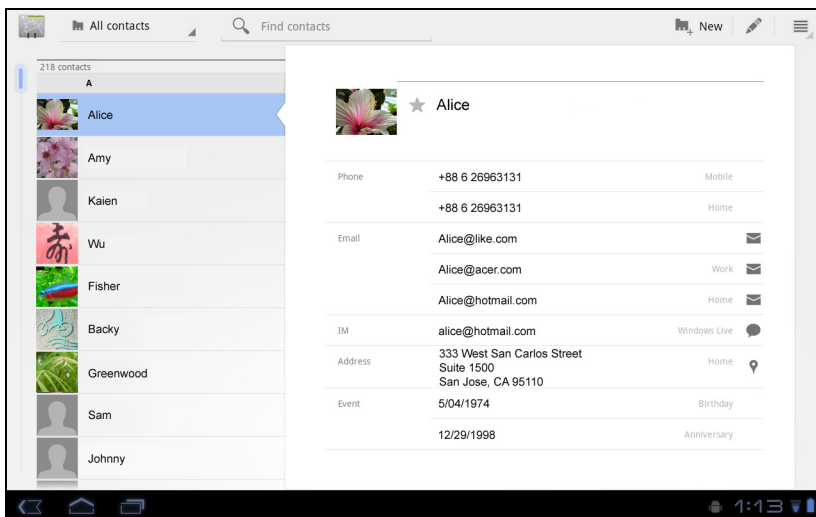 All contacts
Find contacts
New
218 contacts
A
Alice
Amy
Kaien
Wu
Fisher
Backy
Greenwood
Sam
Johnny
Alice
Phone +88 6 26963131 Mobile
+88 6 26963131 Home
Email Alice@like.com
Alice@acer.com Work
Alice@hotmail.com Home
IM alice@hotmail.com Windows Live
Address 333 West San Carlos Street Home
Suite 1500
San Jose, CA 95110
Event 5/04/1974 Birthday
12/29/1998 Anniversary
1:13